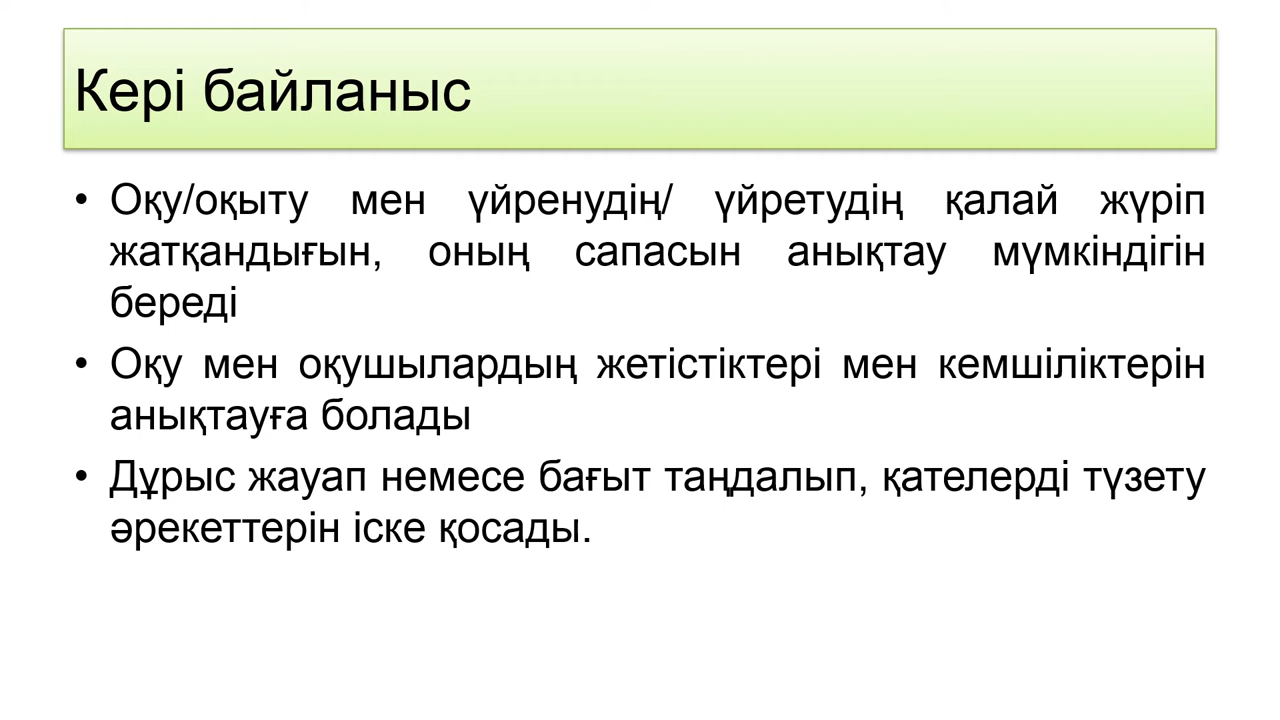 Кері байланыс
• Оқу/оқыту мен үйренудің/ үйретудің қалай жүріп
жатқандығын, оның сапасын анықтау мүмкіндігін
береді
• Оқу мен оқушылардың жетістіктері мен кемшіліктерін
анықтауға болады
• Дұрыс жауап немесе бағыт таңдалып, қателерді түзету
әрекеттерін іске қосады.